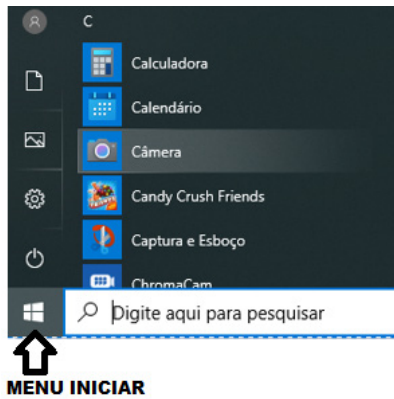 C
Calculadora
Calendário
Câmera
Candy Crush Friends
Captura e Esboço
ChromaCam
Digite aqui para pesquisar
MENU INICIAR